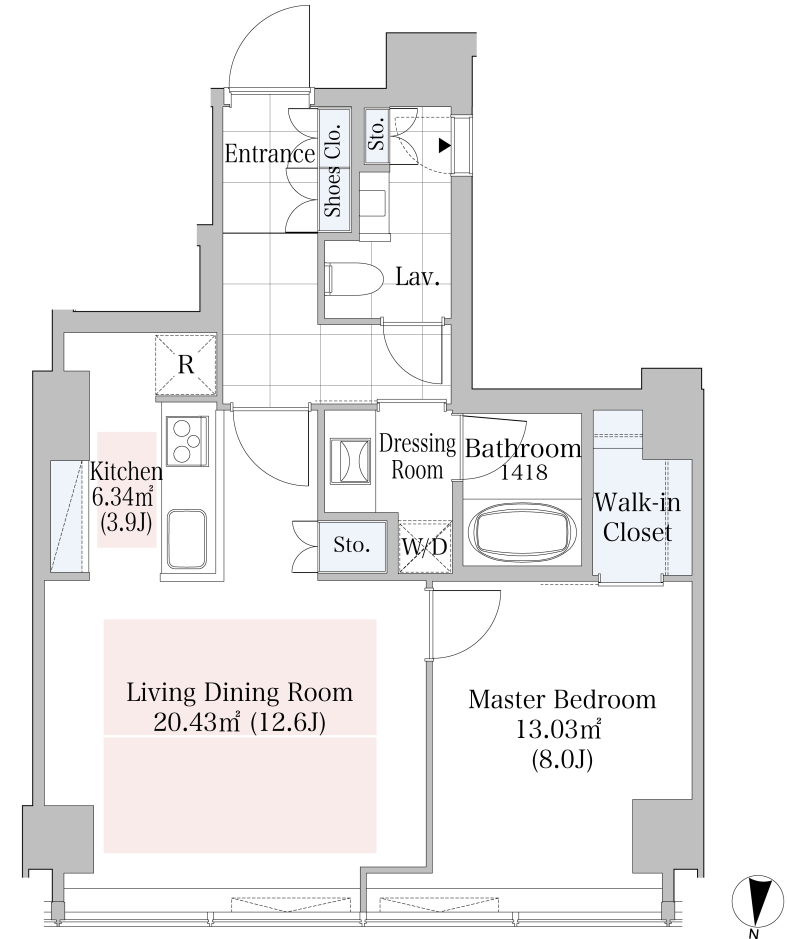 Entrance
Shoes Clo.
Sto.
Lav.
R
Kitchen
6.34㎡
(3.9J)
Dressing
Room
Bathroom
1418
Walk-in
Closet
Sto.
W/D
Living Dining Room
20.43㎡ (12.6J)
Master Bedroom
13.03㎡
(8.0J)
N